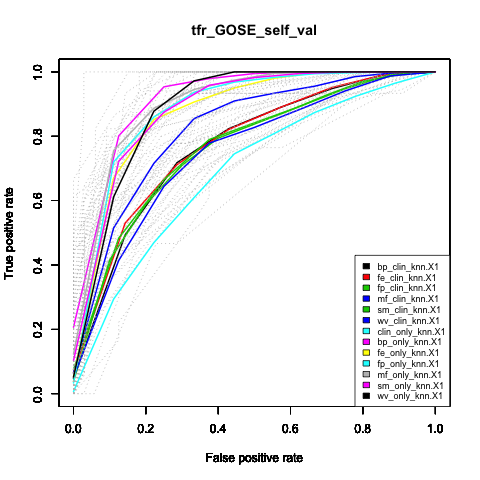 tfr_GOSE_self_val
1.0
0.8
0.6
0.4
0.2
0.0
True positive rate
bp_clin_knn.X1
fe_clin_knn.X1
fp_clin_knn.X1
mf_clin_knn.X1
sm_clin_knn.X1
wv_clin_knn.X1
clin_only_knn.X1
bp_only_knn.X1
fe_only_knn.X1
fp_only_knn.X1
mf_only_knn.X1
sm_only_knn.X1
wv_only_knn.X1
0.0 0.2 0.4 0.6 0.8 1.0
False positive rate